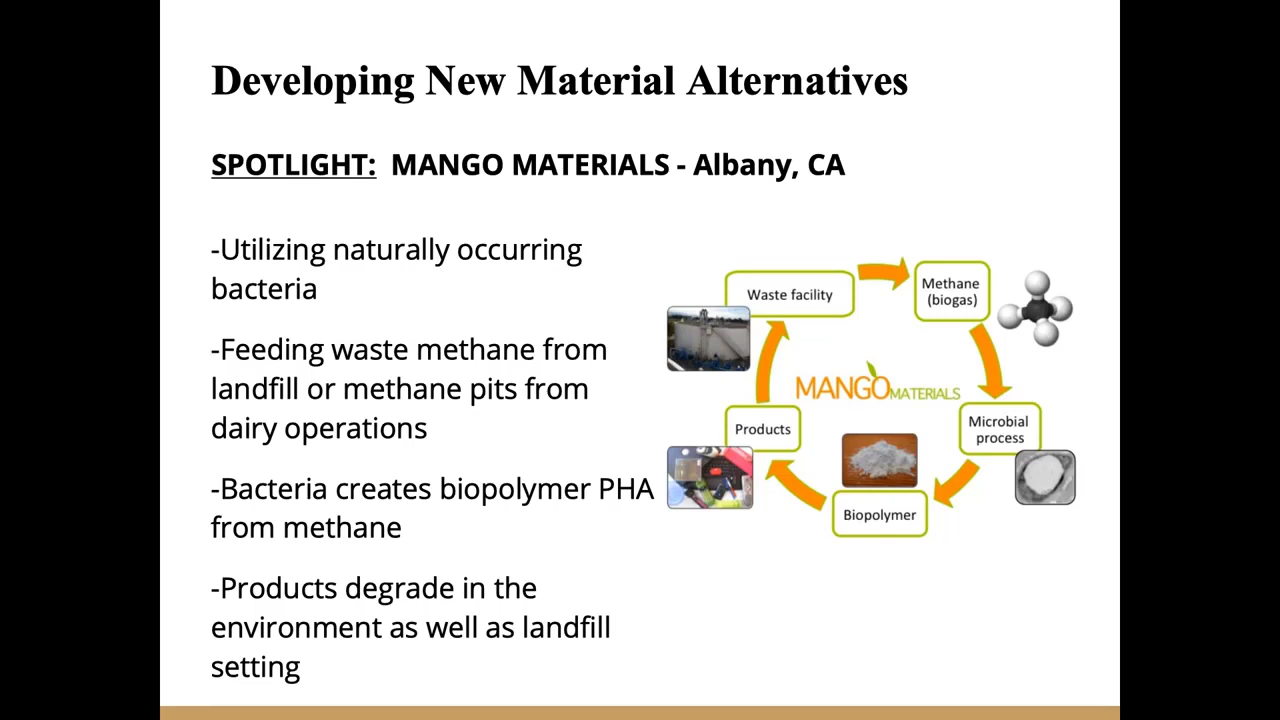 Developing New Material Alternatives
SPOTLIGHT: MANGO MATERIALS - Albany, CA
-Utilizing naturally occurring
bacteria
-Feeding waste methane from
landfill or methane pits from
dairy operations
-Bacteria creates biopolymer PHA
from methane
-Products degrade in the
environment as well as landfill
setting
Waste facility
Methane
(biogas)
MANGO MATERIALS
Products
Microbial
process
Biopolymer